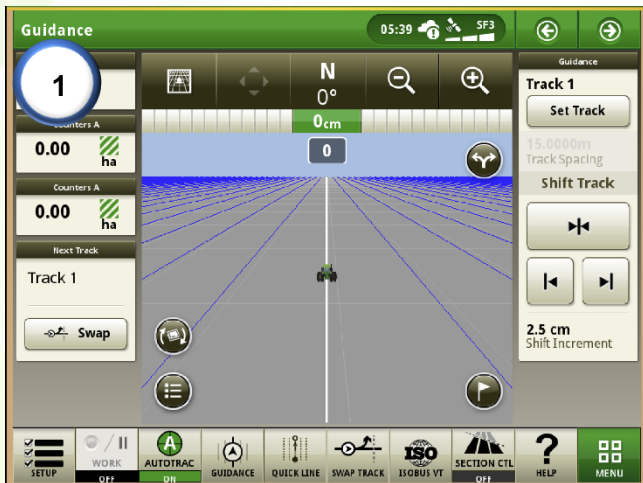 Guidance
05:39
SF3
1
Counters A
0.00
ha
Counters A
0.00
ha
Next Track
Track 1
Swap
N
0°
0cm
0
Guidance
Track 1
Set Track
15.0000m
Track Spacing
Shift Track
2.5 cm
Shift Increment
SETUP
WORK
OFF
A
AUTOTRAC
ON
GUIDANCE
QUICK LINE
SWAP TRACK
ISO
ISOBUS VT
SECTION CTL
OFF
?
HELP
MENU